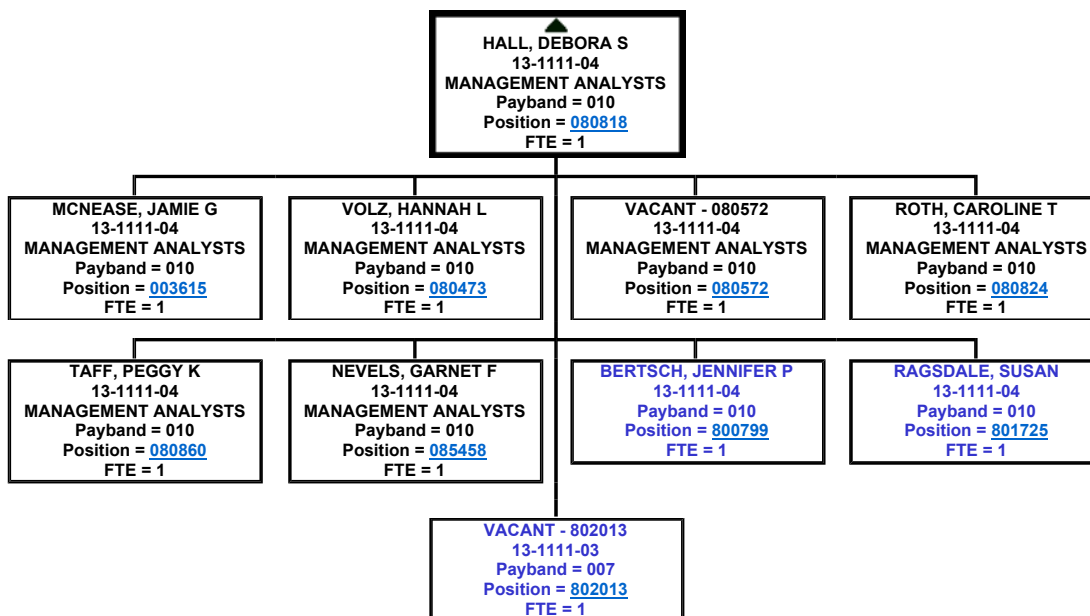 HALL, DEBORA S
13-1111-04
MANAGEMENT ANALYSTS
Payband = 010
Position = 080818
FTE = 1
MCNEASE, JAMIE G
13-1111-04
MANAGEMENT ANALYSTS
Payband = 010
Position = 003615
FTE = 1
VOLZ, HANNAH L
13-1111-04
MANAGEMENT ANALYSTS
Payband = 010
Position = 080473
FTE = 1
VACANT - 080572
13-1111-04
MANAGEMENT ANALYSTS
Payband = 010
Position = 080572
FTE = 1
ROTH, CAROLINE T
13-1111-04
MANAGEMENT ANALYSTS
Payband = 010
Position = 080824
FTE = 1
TAFF, PEGGY K
13-1111-04
MANAGEMENT ANALYSTS
Payband = 010
Position = 080860
FTE = 1
NEVELS, GARNET F
13-1111-04
MANAGEMENT ANALYSTS
Payband = 010
Position = 085458
FTE = 1
BERTSCH, JENNIFER P
13-1111-04
Payband = 010
Position = 800799
FTE = 1
RAGSDALE, SUSAN
13-1111-04
Payband = 010
Position = 801725
FTE = 1
VACANT - 802013
13-1111-03
Payband = 007
Position = 802013
FTE = 1